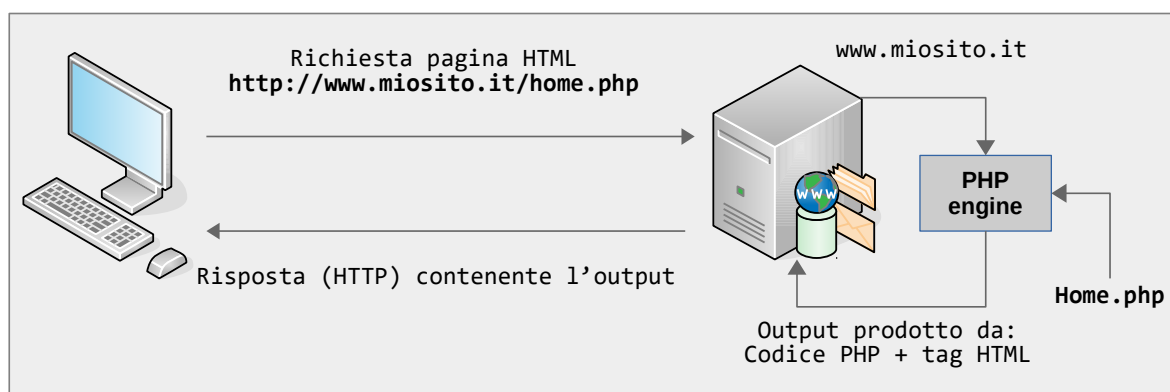 Richiesta pagina HTML
http://www.miosito.it/home.php
www.miosito.it
www
PHP
engine
Risposta (HTTP) contenente l’output
Home.php
Output prodotto da:
Codice PHP + tag HTML